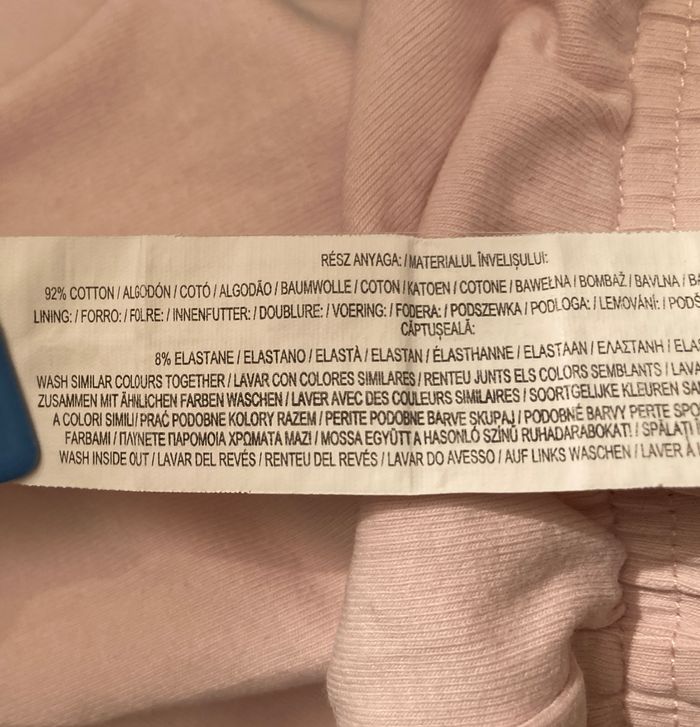 RÉSZ ANYAGA: / MATERIALUL ÎNVELIȘULUI:
92% COTTON / ALGODÓN / COTÓ / ALGODÃO / BAUMWOLLE / COTON / KATOEN / COTONE / BAWEŁNA / BOMBAŽ / BAVLNA /
LINING: / FORRO: / FOLRE: / INNENFUTTER: / DOUBLURE: / VOERING: / FODERA: / PODSZEWKA / PODLOGA: / LEMOVÁNÍ: /
CĂPTUȘEALĂ:
8% ELASTANE / ELASTANO / ELASTÀ / ELASTAN / ÉLASTHANNE / ELASTAAN / ΕΛΑΣΤΑΝΗ /
WASH SIMILAR COLOURS TOGETHER / LAVAR CON COLORES SIMILARES / RENTEU JUNTS ELS COLORS SEMBLANTS /
ZUSAMMEN MIT ÄHNLICHEN FARBEN WASCHEN / LAVER AVEC DES COULEURS SIMILAIRES / SOORTGELIJKE KLEUREN
A COLORI SIMILI / PRAĆ PODOBNE KOLORY RAZEM / PERITE PODOBNE BARVE SKUPAJ / PODOBNÉ BARVY PERTE
FARBAMI / ΠΛΥΝΕΤΕ ΠΑΡΟΜΟΙΑ ΧΡΩΜΑΤΑ ΜΑΖΙ / MOSSA EGYÜTT A HASONLÓ SZÍNŰ RUHADARABOKAT! / SPĂLAȚI
WASH INSIDE OUT / LAVAR DEL REVÉS / RENTEU DEL REVÉS / LAVAR DO AVESSO / AUF LINKS WASCHEN / LAVER À